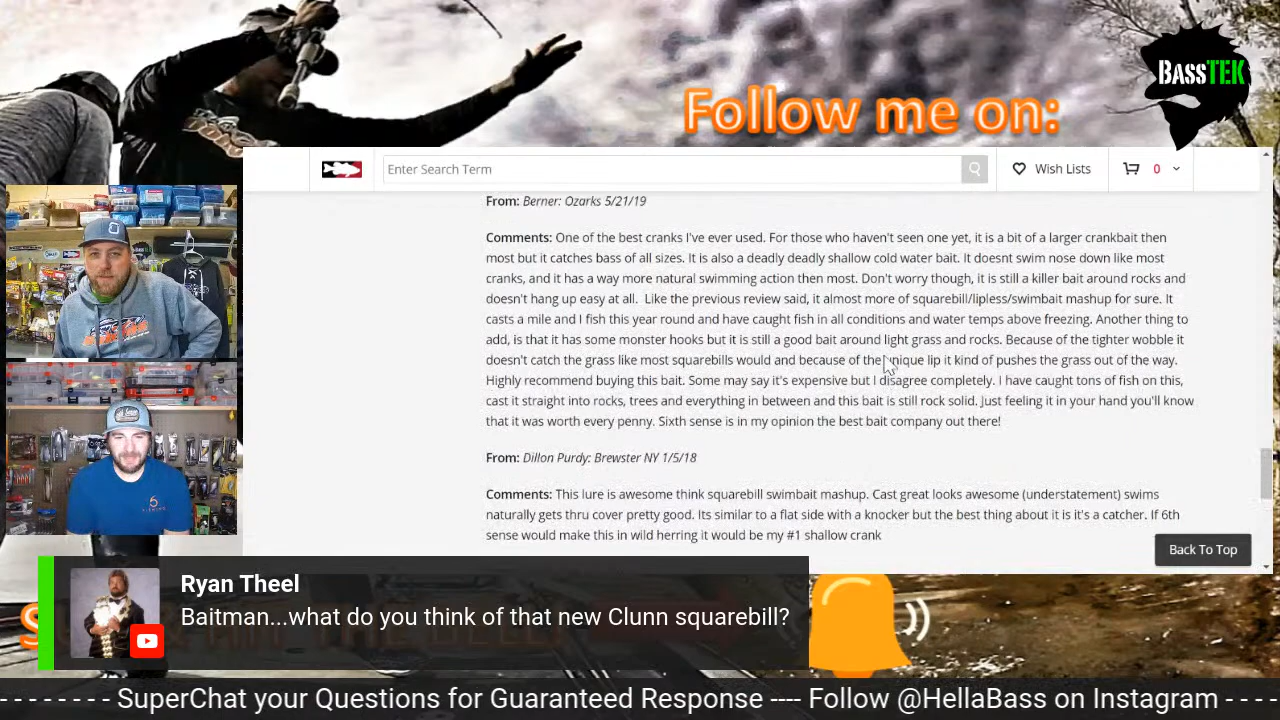 Follow me on:
BASSTEK
Enter Search Term
Wish Lists
0
From: Berner: Ozarks 5/21/19
Comments: One of the best cranks I've ever used. For those who haven't seen one yet, it is a bit of a larger crankbait then
most but it catches bass of all sizes. It is also a deadly deadly shallow cold water bait. It doesnt swim nose down like most
cranks, and it has a way more natural swimming action then most. Don't worry though, it is still a killer bait around rocks and
doesn't hang up easy at all. Like the previous review said, it almost more of squarebill/lipless/swimbait mashup for sure. It
casts a mile and I fish this year round and have caught fish in all conditions and water temps above freezing. Another thing to
add, is that it has some monster hooks but it is still a good bait around light grass and rocks. Because of the tighter wobble it
doesn't catch the grass like most squarebills would and because of the unique lip it kind of pushes the grass out of the way.
Highly recommend buying this bait. Some may say it's expensive but I disagree completely. I have caught tons of fish on this,
cast it straight into rocks, trees and everything in between and this bait is still rock solid. Just feeling it in your hand you'll know
that it was worth every penny. Sixth sense is in my opinion the best bait company out there!
From: Dillon Purdy: Brewster NY 1/5/18
Comments: This lure is awesome think squarebill swimbait mashup. Cast great looks awesome (understatement) swims
naturally gets thru cover pretty good. Its similar to a flat side with a knocker but the best thing about it is it's a catcher. If 6th
sense would make this in wild herring it would be my #1 shallow crank
Back To Top
Ryan Theel
Baitman...what do you think of that new Clunn squarebill?
- - - - - - - - SuperChat your Questions for Guaranteed Response ---- Follow @HellaBass on Instagram - - - -